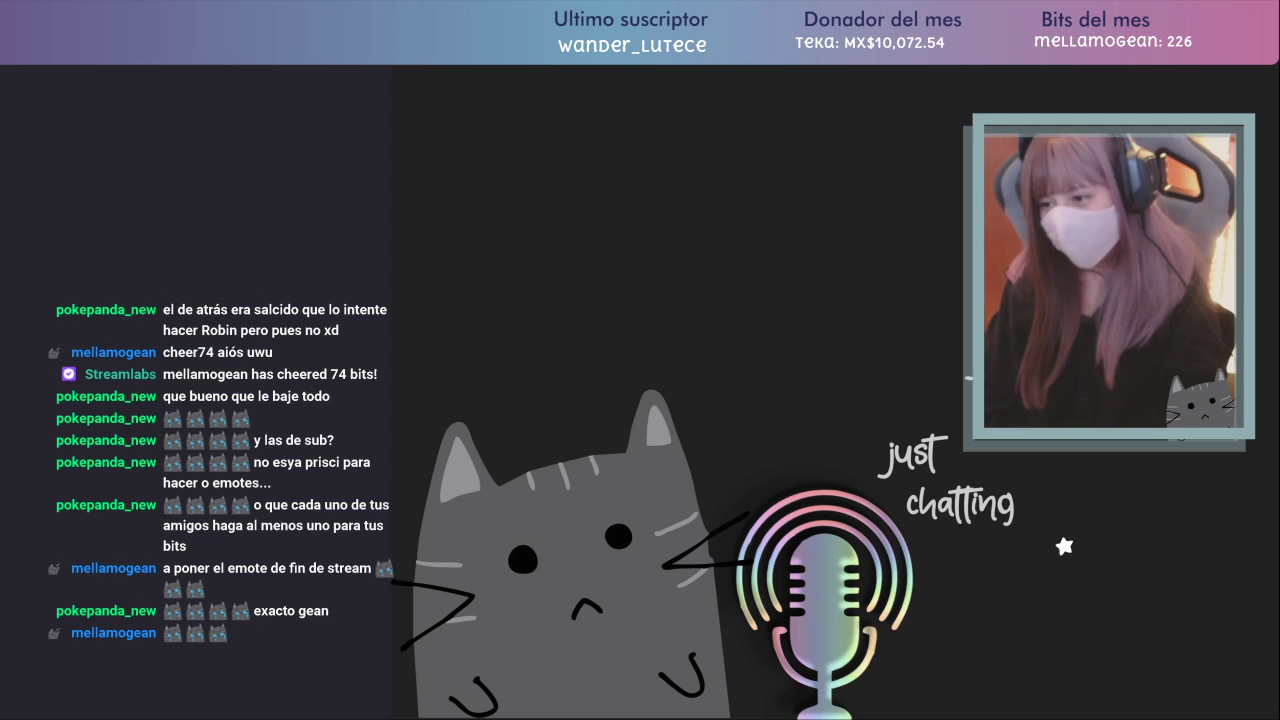 Ultimo suscriptor
Donador del mes
Bits del mes
wander_lutece
Teka: MX$10,072.54
mellamogean: 226
pokepanda_new el de atrás era salcido que lo intente
hacer Robin pero pues no xd
mellamogean cheer74 aiós uwu
Streamlabs mellamogean has cheered 74 bits!
pokepanda_new que bueno que le baje todo
pokepanda_new
pokepanda_new y las de sub?
pokepanda_new no esya prisci para
hacer o emotes...
pokepanda_new o que cada uno de tus
amigos haga al menos uno para tus
bits
mellamogean a poner el emote de fin de stream
pokepanda_new exacto gean
mellamogean
just
chatting